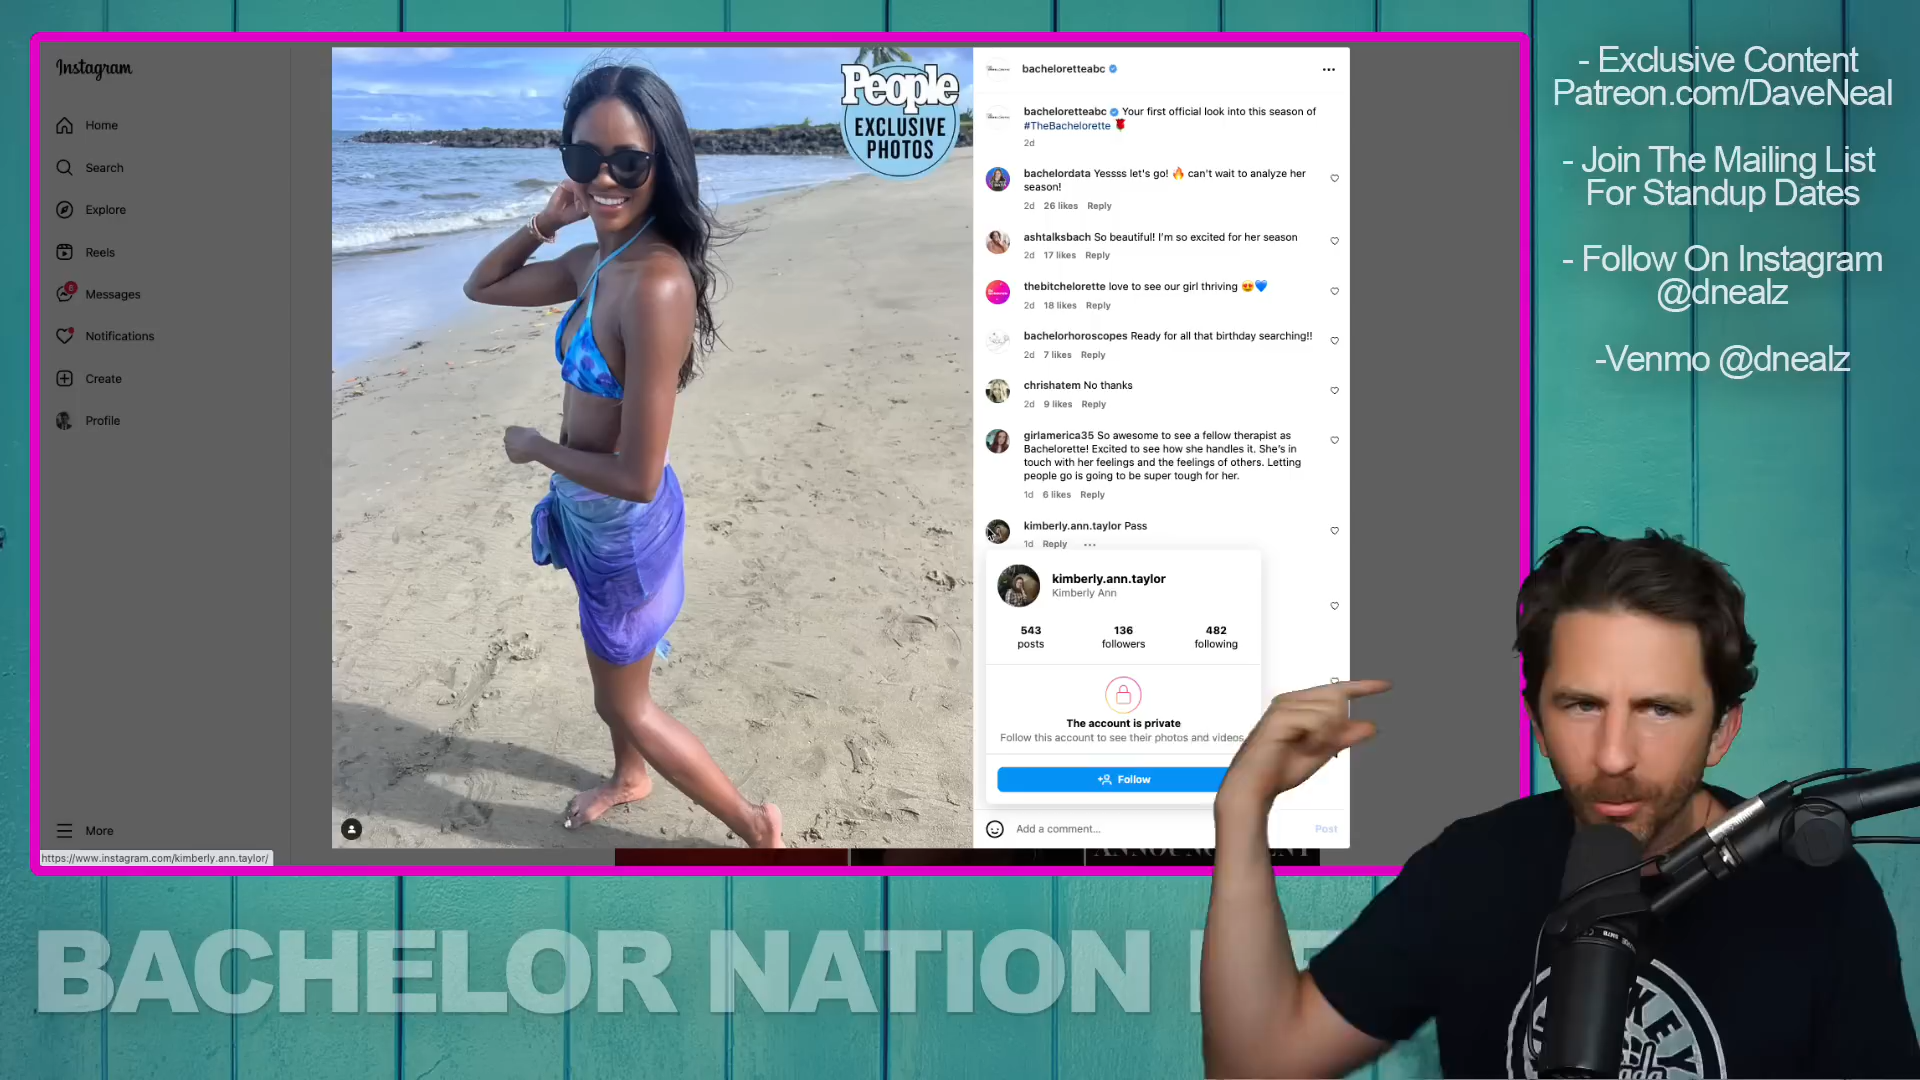 Instagram
Home
Search
Explore
Reels
8
Messages
Notifications
Create
Profile
More
https://www.instagram.com/kimberly.ann.taylor/
People
EXCLUSIVE
PHOTOS
bacheloretteabc
bacheloretteabc Your first official look into this season of
#TheBachelorette 🌹
2d
bachelordata Yessss let's go! 🔥 can't wait to analyze her
season!
2d 26 likes Reply
ashtalksbach So beautiful! I'm so excited for her season
2d 17 likes Reply
thebitchelorette love to see our girl thriving 😍💙
2d 18 likes Reply
bachelorhoroscopes Ready for all that birthday searching!!
2d 7 likes Reply
chrishatem No thanks
2d 9 likes Reply
girlamerica35 So awesome to see a fellow therapist as
Bachelorette! Excited to see how she handles it. She's in
touch with her feelings and the feelings of others. Letting
people go is going to be super tough for her.
1d 6 likes Reply
kimberly.ann.taylor Pass
1d Reply
kimberly.ann.taylor
Kimberly Ann
543 136 482
posts followers following
The account is private
Follow this account to see their photos and videos.
Follow
Add a comment... Post
- Exclusive Content
Patreon.com/DaveNeal
- Join The Mailing List
For Standup Dates
- Follow On Instagram
@dnealz
-Venmo @dnealz
BACHELOR NATION